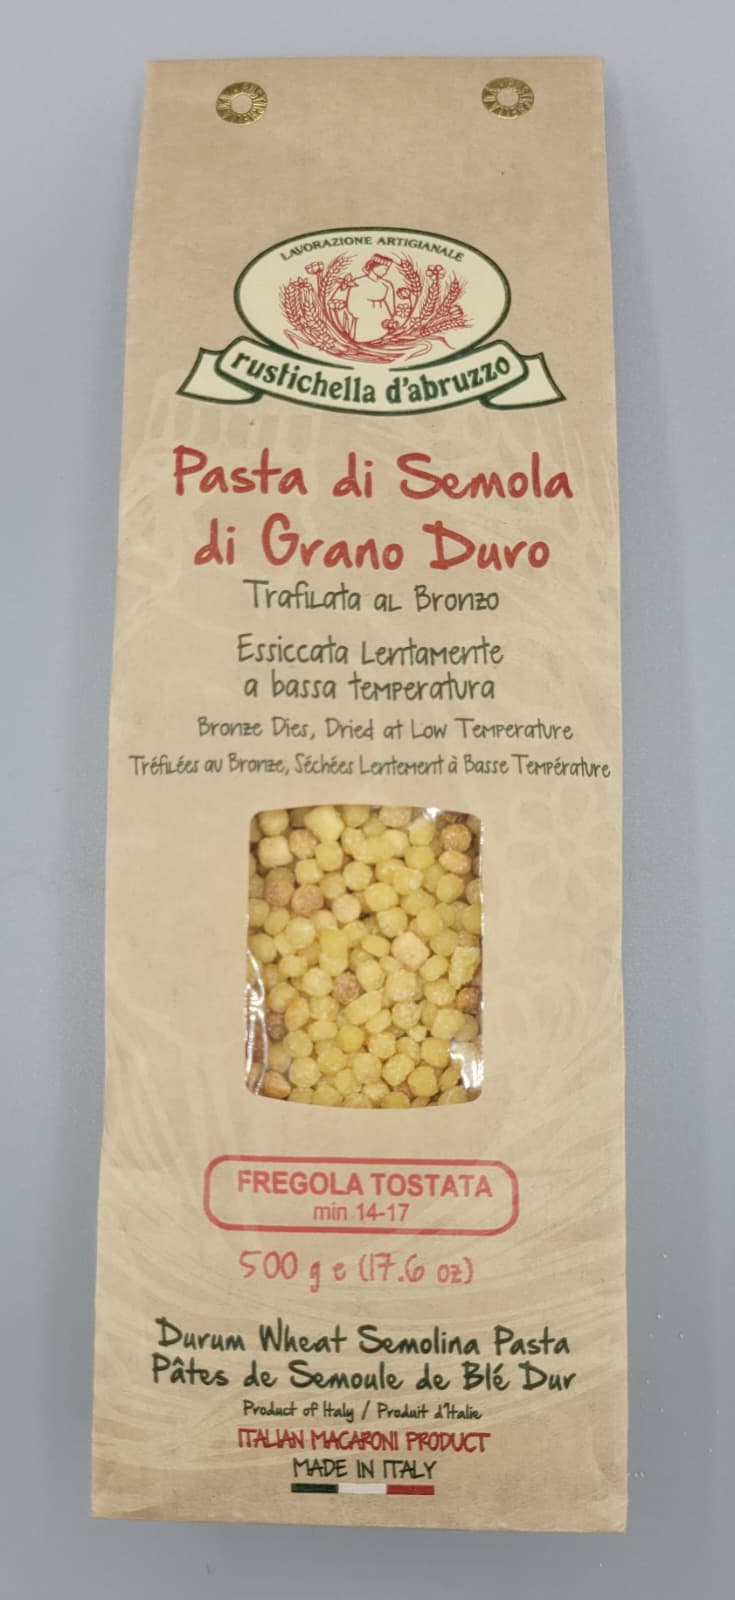 LAVORAZIONE ARTIGIANALE
rustichella d'abruzzo
Pasta di Semola
di Grano Duro
Trafilata al Bronzo
Essiccata Lentamente
a bassa temperatura
Bronze Dies, Dried at Low Temperature
Tréfilées au Bronze, Séchées Lentement à Basse Température
FREGOLA TOSTATA
min 14-17
500 g e (17.6 oz)
Durum Wheat Semolina Pasta
Pâtes de Semoule de Blé Dur
Product of Italy / Produit d'Italie
ITALIAN MACARONI PRODUCT
MADE IN ITALY